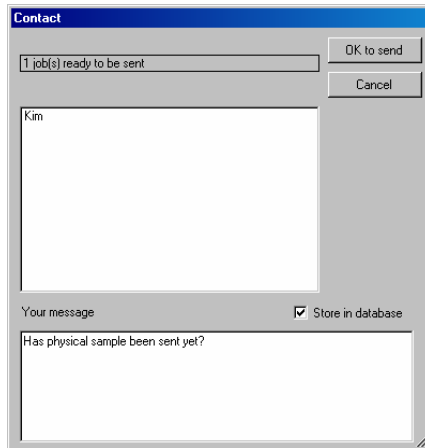 Contact
1 job(s) ready to be sent
OK to send
Cancel
Kim
Your message
Store in database
Has physical sample been sent yet?